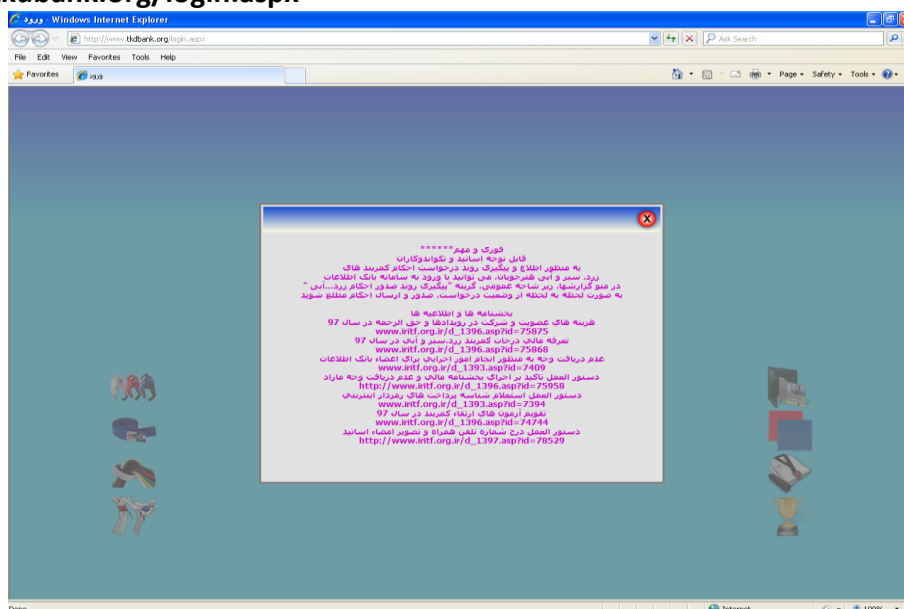 kdbank.org/login.aspx
ورود - Windows Internet Explorer
http://www.tkdbank.org/login.aspx
Ask Search
File Edit View Favorites Tools Help
Favorites
ورود
Page Safety Tools
X
فوری و مهم******
قابل توجه اساتید و تکواندوکاران
به منظور اطلاع و پیگیری روند درخواست احکام کمربند های
زرد، سبز و ابی هنرجویان، می توانید با ورود به سامانه بانک اطلاعات
در منو گزارشها، زیر شاخه عمومی، گزینه "پیگیری روند صدور احکام زرد...آبی "
به صورت لحظه به لحظه از وضعیت درخواست، صدور و ارسال احکام مطلع شوید
بخشنامه ها و اطلاعیه ها
هزینه های عضویت و شرکت در رویدادها و حق الزحمه در سال 97
www.iritf.org.ir/d_1396.asp?id=75875
تعرفه مالی درجات کمربند زرد،سبز و آبی در سال 97
www.iritf.org.ir/d_1396.asp?id=75868
عدم دریافت وجه به منظور انجام امور اجرایی برای اعضاء بانک اطلاعات
www.iritf.org.ir/d_1393.asp?id=7409
دستور العمل تاکید بر اجرای بخشنامه مالی و عدم دریافت وجه مازاد
http://www.iritf.org.ir/d_1396.asp?id=75958
دستور العمل استعلام شناسه پرداخت های رمزدار اینترنتی
www.iritf.org.ir/d_1393.asp?id=7394
تقویم آزمون های ارتقاء کمربند در سال 97
www.iritf.org.ir/d_1396.asp?id=74744
دستور العمل درج شماره تلفن همراه و تصویر امضاء اساتید
http://www.iritf.org.ir/d_1397.asp?id=78529
Done
Internet
100%